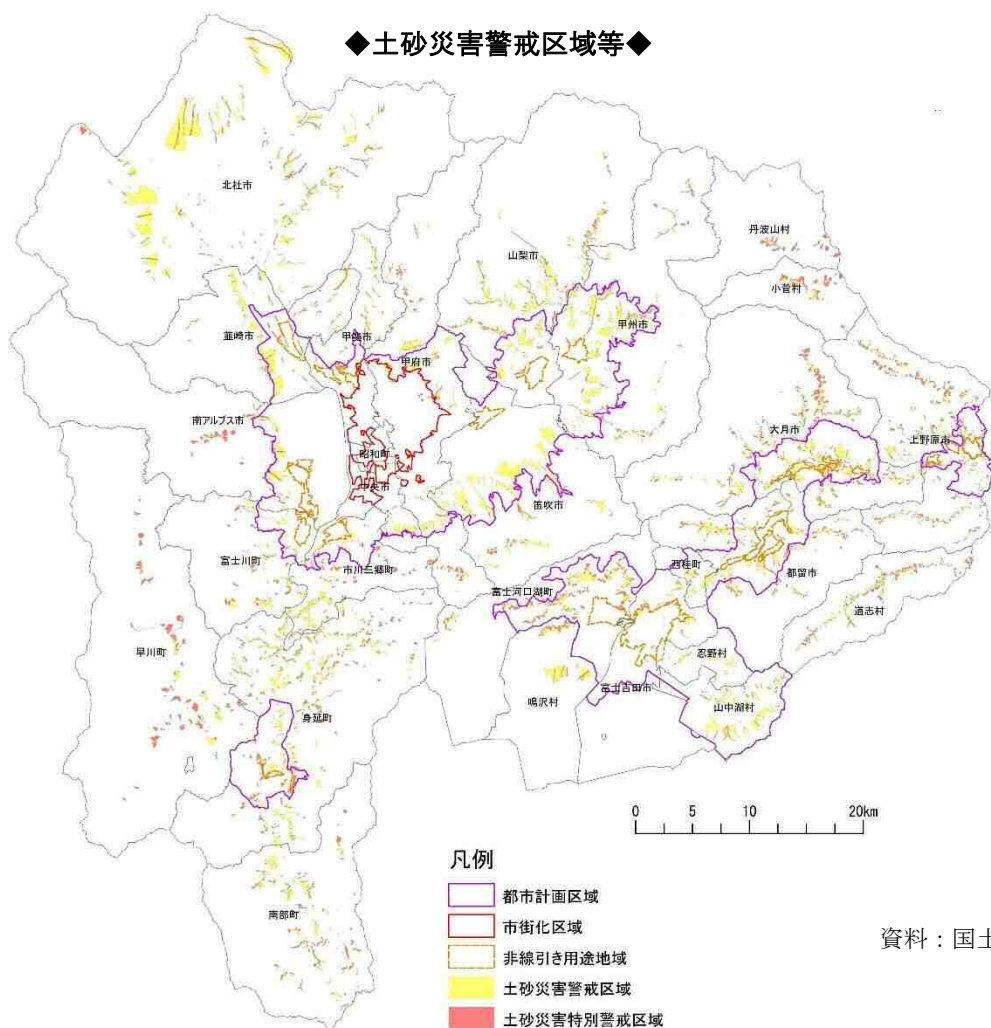 ◆土砂災害警戒区域等◆
北杜市
丹波山村
山梨市
小菅村
甲州市
韮崎市
甲斐市
甲府市
南アルプス市
大月市
上野原市
昭和町
中央市
笛吹市
富士川町
市川三郷町
西桂町
富士河口湖町
都留市
道志村
早川町
忍野村
鳴沢村
富士吉田市
山中湖村
身延町
0 5 10 20km
凡例
都市計画区域
市街化区域
南部町
非線引き用途地域
資料:国土
土砂災害警戒区域
土砂災害特別警戒区域